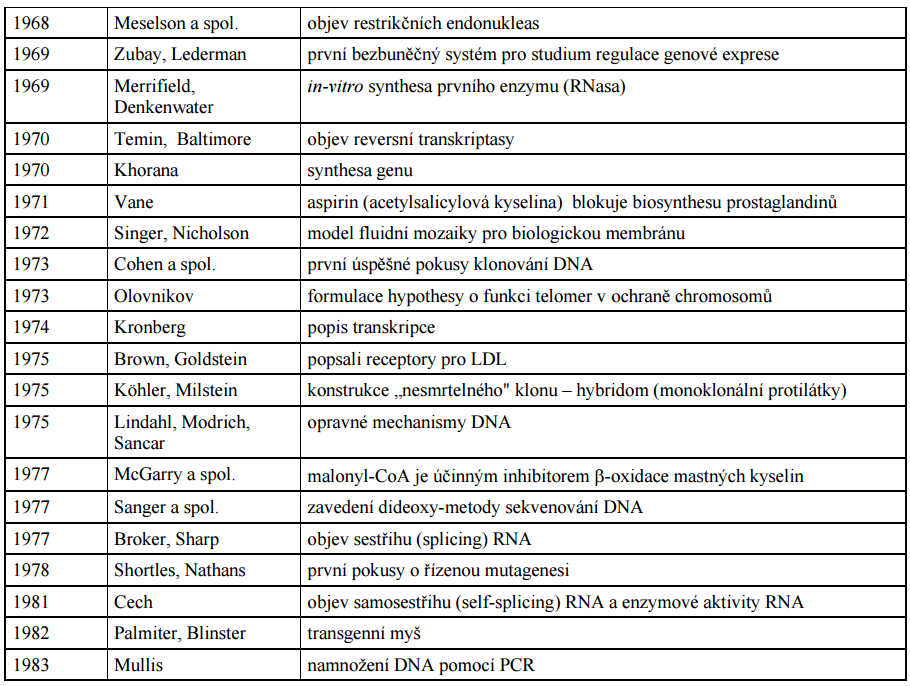 1968 Meselson a spol. objev restrikčních endonukleas
1969 Zubay, Lederman první bezbuněčný systém pro studium regulace genové exprese
1969 Merrifield, in-vitro synthesa prvního enzymu (RNasa)
Denkenwater
1970 Temin, Baltimore objev reversní transkriptasy
1970 Khorana synthesa genu
1971 Vane aspirin (acetylsalicylová kyselina) blokuje biosynthesu prostaglandinů
1972 Singer, Nicholson model fluidní mozaiky pro biologickou membránu
1973 Cohen a spol. první úspěšné pokusy klonování DNA
1973 Olovnikov formulace hypothesy o funkci telomer v ochraně chromosomů
1974 Kronberg popis transkripce
1975 Brown, Goldstein popsali receptory pro LDL
1975 Köhler, Milstein konstrukce „nesmrtelného" klonu – hybridom (monoklonální protilátky)
1975 Lindahl, Modrich, opravné mechanismy DNA
Sancar
1977 McGarry a spol. malonyl-CoA je účinným inhibitorem β-oxidace mastných kyselin
1977 Sanger a spol. zavedení dideoxy-metody sekvenování DNA
1977 Broker, Sharp objev sestřihu (splicing) RNA
1978 Shortles, Nathans první pokusy o řízenou mutagenesi
1981 Cech objev samosestřihu (self-splicing) RNA a enzymové aktivity RNA
1982 Palmiter, Blinster transgenní myš
1983 Mullis namnožení DNA pomocí PCR